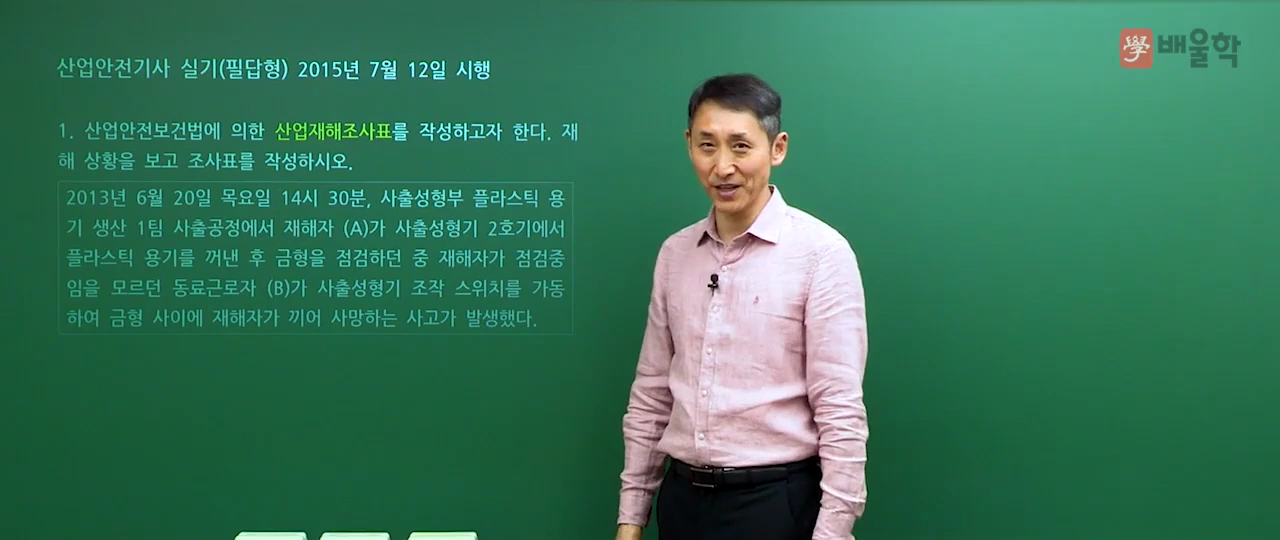 學배울학
산업안전기사 실기(필답형) 2015년 7월 12일 시행
1. 산업안전보건법에 의한 산업재해조사표를 작성하고자 한다. 재
해 상황을 보고 조사표를 작성하시오.
2013년 6월 20일 목요일 14시 30분, 사출성형부 플라스틱 용
기 생산 1팀 사출공정에서 재해자 (A)가 사출성형기 2호기에서
플라스틱 용기를 꺼낸 후 금형을 점검하던 중 재해자가 점검중
임을 모르던 동료근로자 (B)가 사출성형기 조작 스위치를 가동
하여 금형 사이에 재해자가 끼어 사망하는 사고가 발생했다.